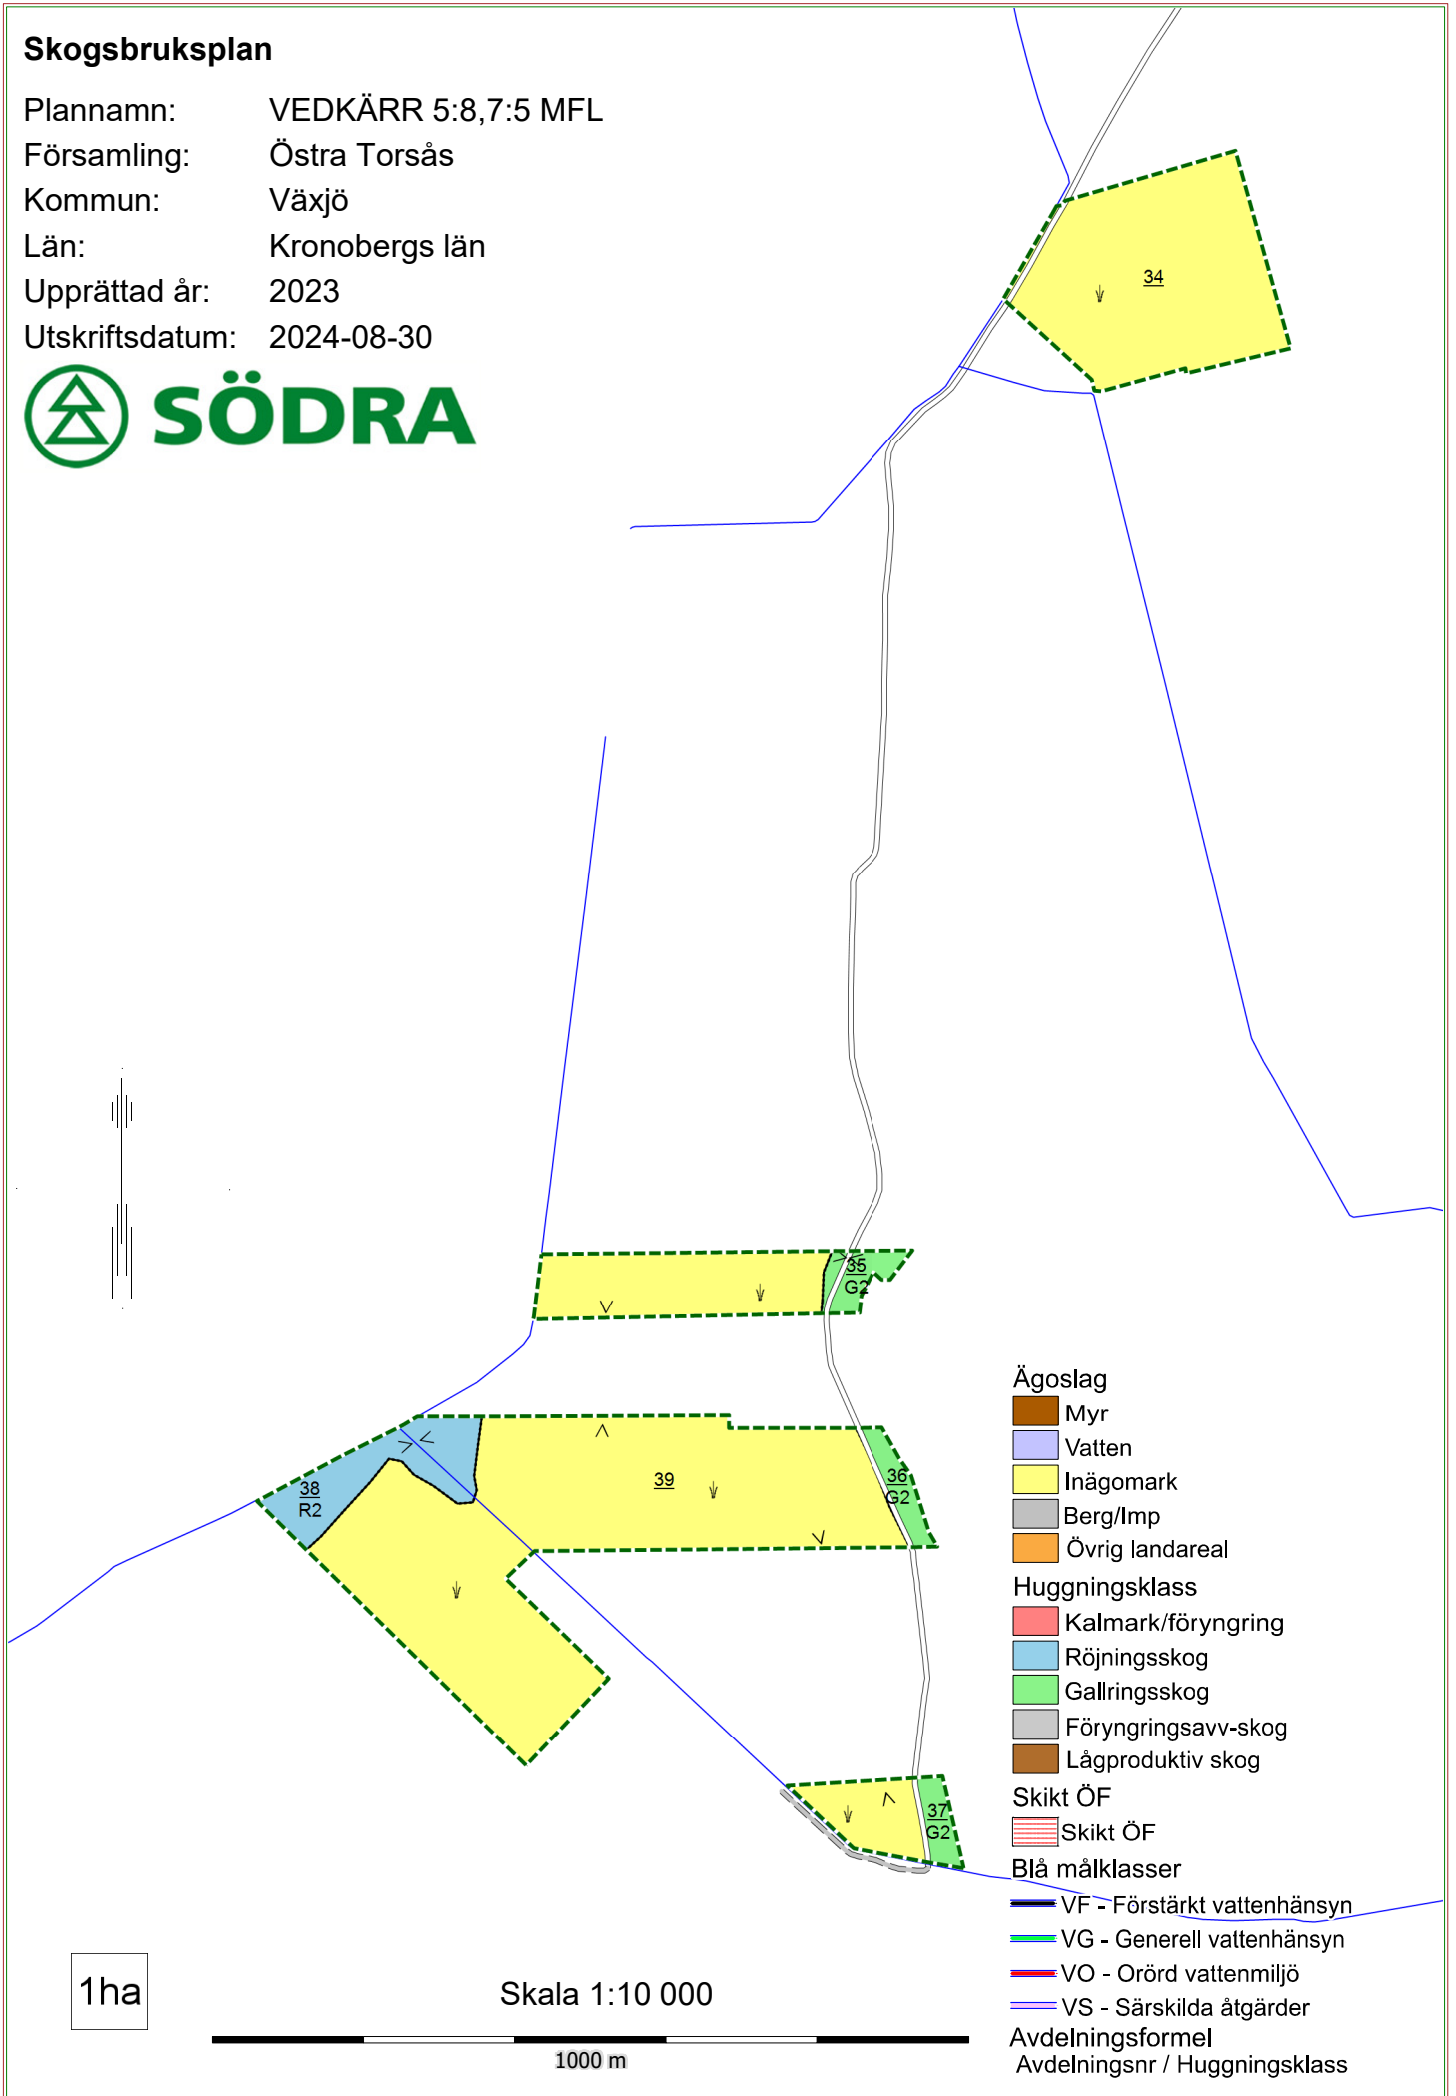 Skogsbruksplan
Plannamn: VEDKÄRR 5:8,7:5 MFL
Församling: Östra Torsås
Kommun: Växjö
Län: Kronobergs län
Upprättad år: 2023
Utskriftsdatum: 2024-08-30
SÖDRA
34
35
G2
39
36
G2
38
R2
37
G2
Ägoslag
Myr
Vatten
Inägomark
Berg/Imp
Övrig landareal
Huggningsklass
Kalmark/föryngring
Röjningsskog
Gallringsskog
Föryngringsavv-skog
Lågproduktiv skog
Skikt ÖF
Skikt ÖF
Blå målklasser
VF - Förstärkt vattenhänsyn
VG - Generell vattenhänsyn
VO - Orörd vattenmiljö
VS - Särskilda åtgärder
Avdelningsformel
Avdelningsnr / Huggningsklass
1ha
Skala 1:10 000
1000 m